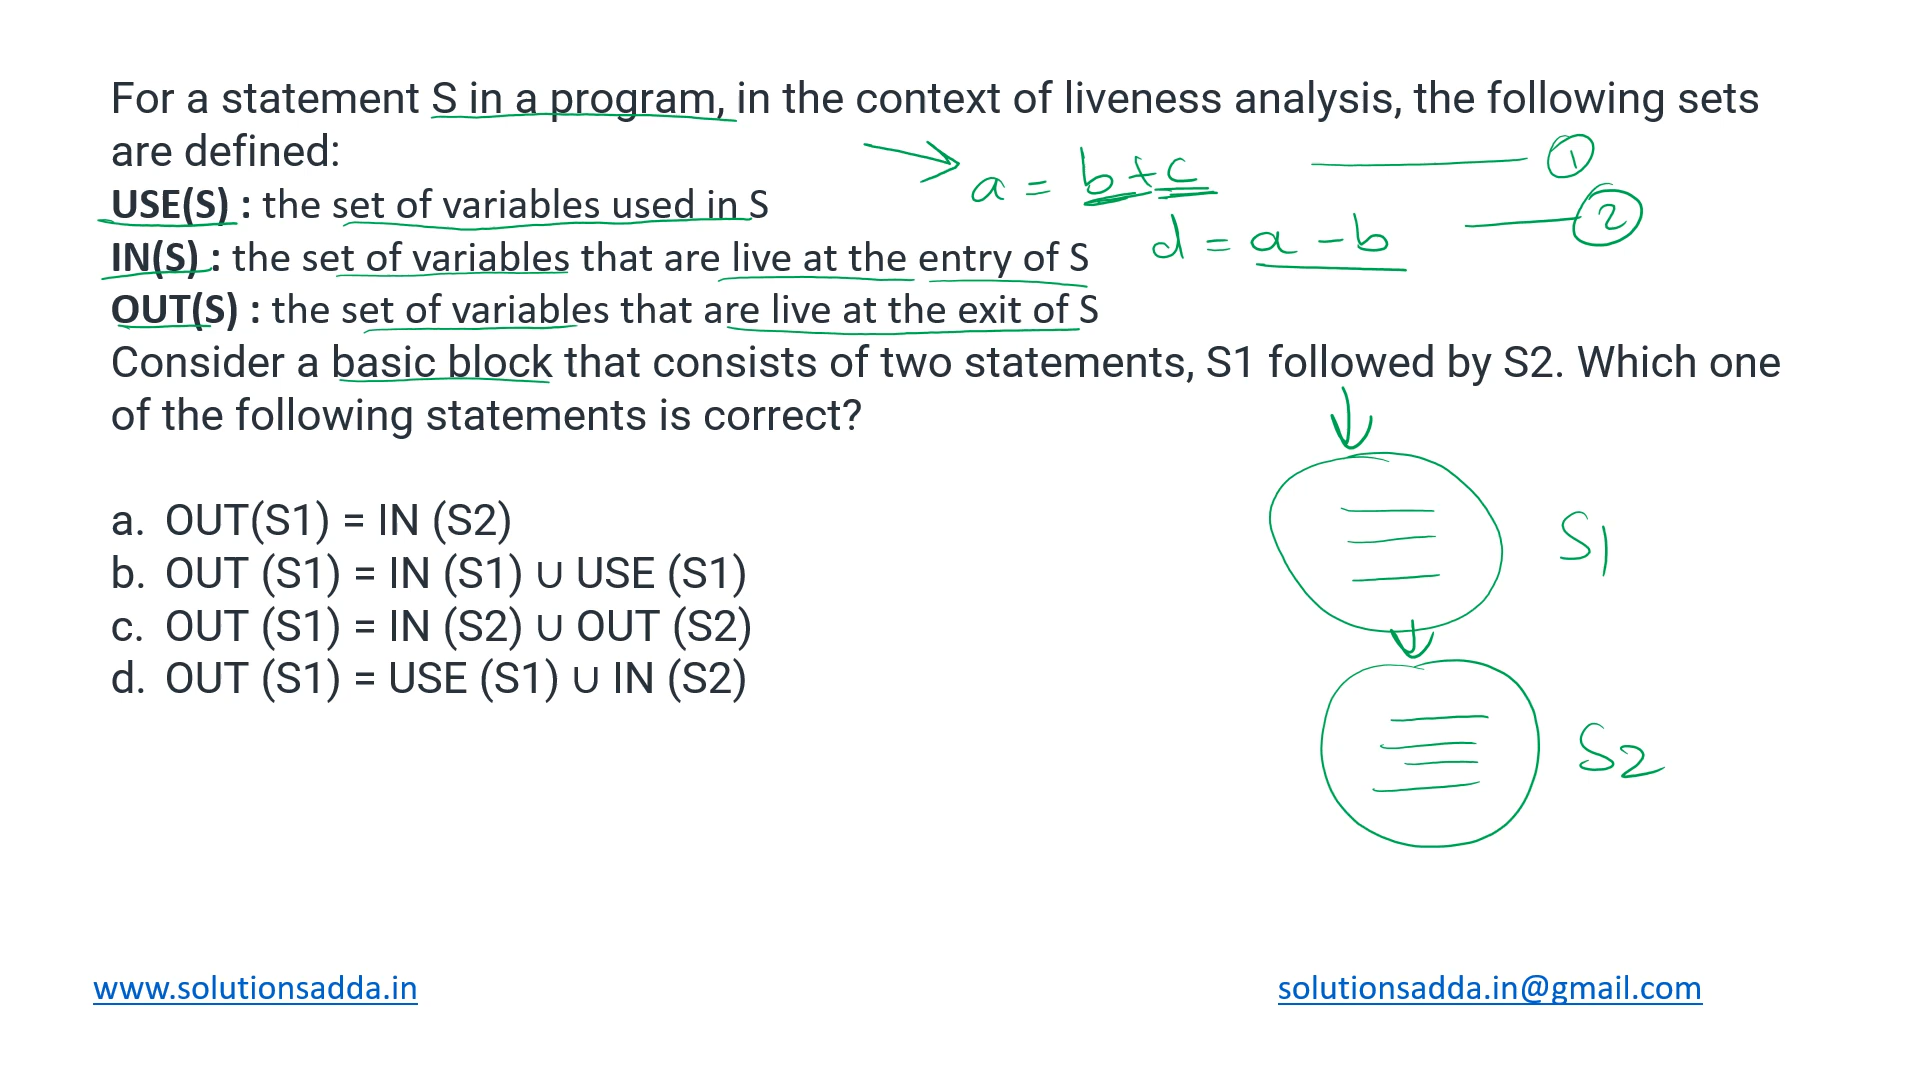 For a statement S in a program, in the context of liveness analysis, the following sets
are defined:
a = b + c 1
USE(S) : the set of variables used in S
d = a - b 2
IN(S) : the set of variables that are live at the entry of S
OUT(S) : the set of variables that are live at the exit of S
Consider a basic block that consists of two statements, S1 followed by S2. Which one
of the following statements is correct?
a. OUT(S1) = IN (S2)
b. OUT (S1) = IN (S1) ∪ USE (S1)
c. OUT (S1) = IN (S2) ∪ OUT (S2)
d. OUT (S1) = USE (S1) ∪ IN (S2)
S1
S2
www.solutionsadda.in
solutionsadda.in@gmail.com